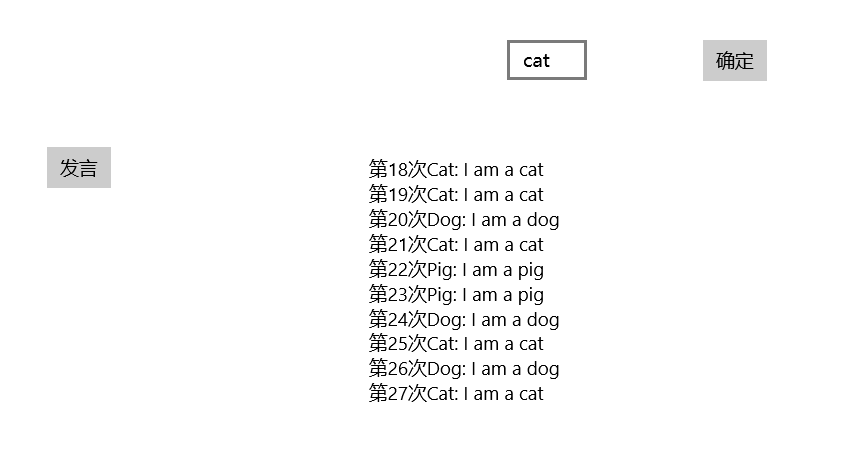 cat
确定
发言
第18次Cat: I am a cat
第19次Cat: I am a cat
第20次Dog: I am a dog
第21次Cat: I am a cat
第22次Pig: I am a pig
第23次Pig: I am a pig
第24次Dog: I am a dog
第25次Cat: I am a cat
第26次Dog: I am a dog
第27次Cat: I am a cat